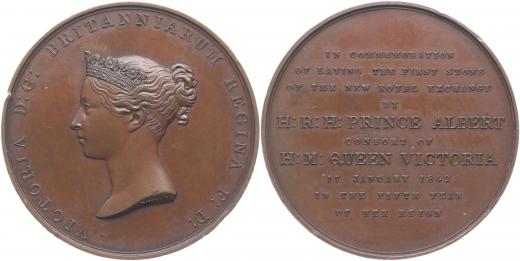 VICTORIA D: G: BRITANNIARUM REGINA F: D:
IN COMMEMORATION
OF LAYING THE FIRST STONE
OF THE NEW ROYAL EXCHANGE
BY
H: R: H: PRINCE ALBERT
CONSORT OF
H: M: QUEEN VICTORIA
17 JANUARY 1842
IN THE FIFTH YEAR
OF HER REIGN